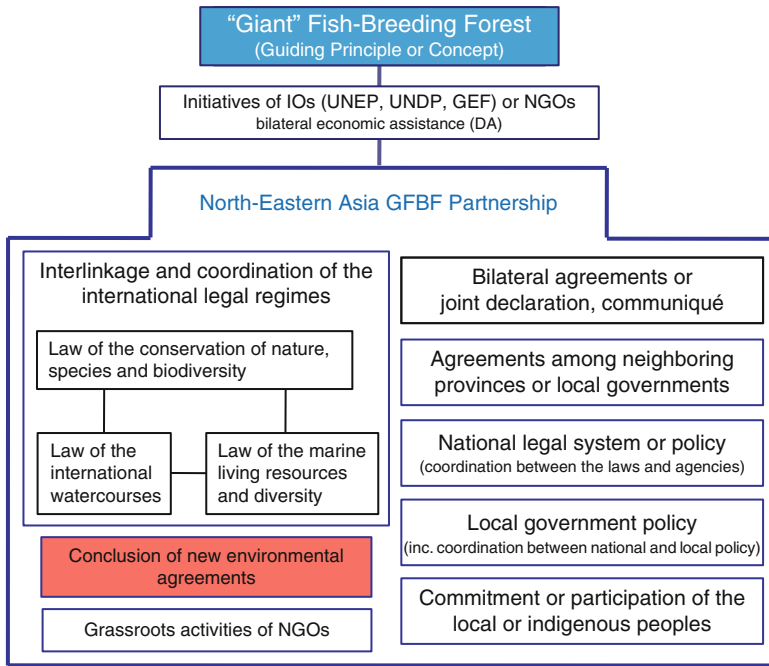 “Giant” Fish-Breeding Forest
(Guiding Principle or Concept)
Initiatives of IOs (UNEP, UNDP, GEF) or NGOs
bilateral economic assistance (DA)
North-Eastern Asia GFBF Partnership
Interlinkage and coordination of the
international legal regimes
Law of the conservation of nature,
species and biodiversity
Law of the
international
watercourses
Law of the marine
living resources
and diversity
Conclusion of new environmental
agreements
Grassroots activities of NGOs
Bilateral agreements or
joint declaration, communiqué
Agreements among neighboring
provinces or local governments
National legal system or policy
(coordination between the laws and agencies)
Local government policy
(inc. coordination between national and local policy)
Commitment or participation of the
local or indigenous peoples